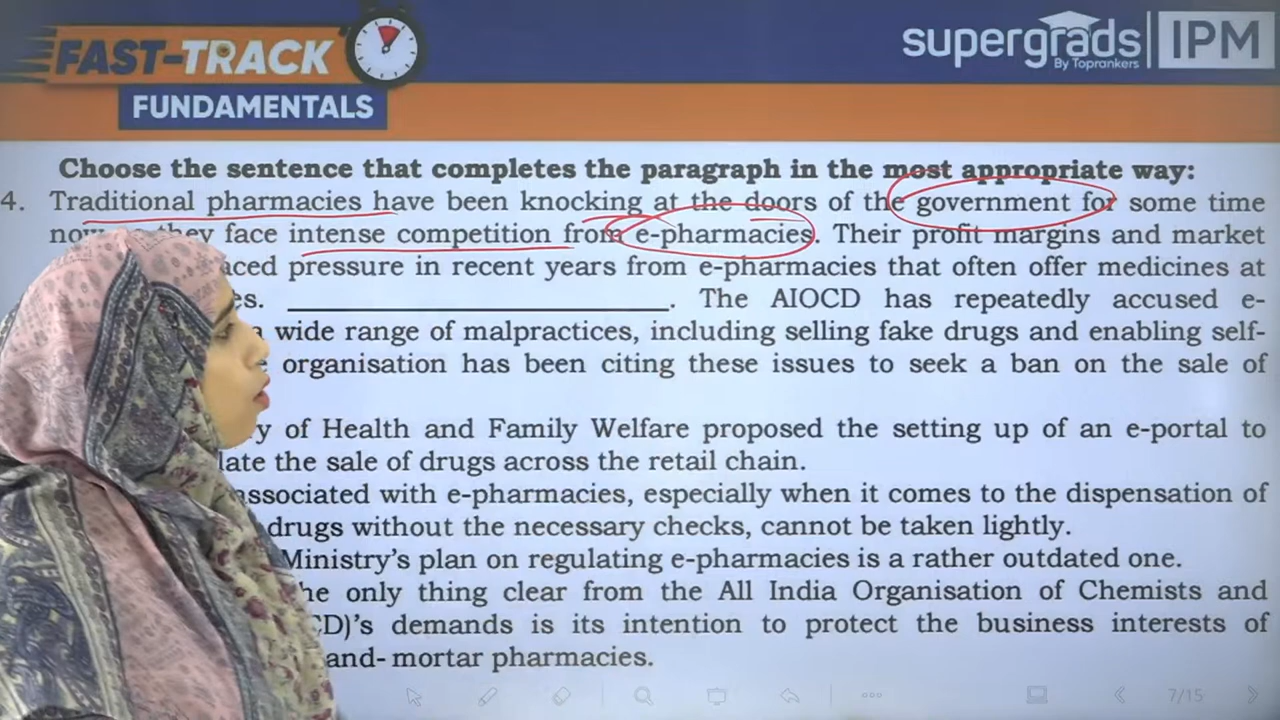 FAST-TRACK
FUNDAMENTALS
supergrads IPM
By Toprankers
Choose the sentence that completes the paragraph in the most appropriate way:
4. Traditional pharmacies have been knocking at the doors of the government for some time
they face intense competition from e-pharmacies. Their profit margins and market
pressure in recent years from e-pharmacies that often offer medicines at
____________________. The AIOCD has repeatedly accused e-
wide range of malpractices, including selling fake drugs and enabling self-
organisation has been citing these issues to seek a ban on the sale of
of Health and Family Welfare proposed the setting up of an e-portal to
the sale of drugs across the retail chain.
associated with e-pharmacies, especially when it comes to the dispensation of
drugs without the necessary checks, cannot be taken lightly.
Ministry's plan on regulating e-pharmacies is a rather outdated one.
only thing clear from the All India Organisation of Chemists and
demands is its intention to protect the business interests of
and- mortar pharmacies.
7/15